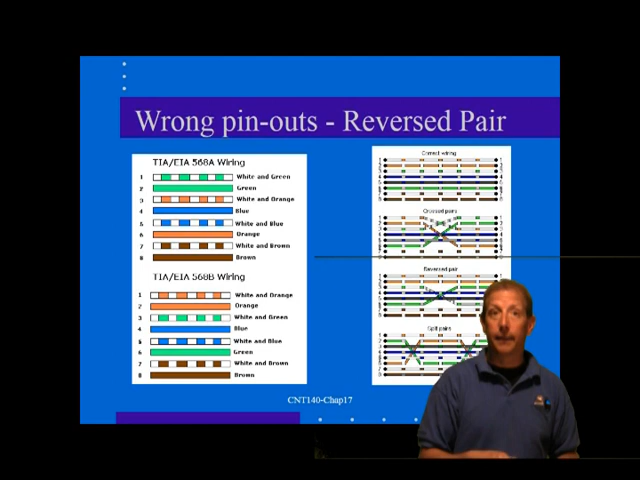 Wrong pin-outs - Reversed Pair
TIA/EIA 568A Wiring
1 White and Green
2 Green
3 White and Orange
4 Blue
5 White and Blue
6 Orange
7 White and Brown
8 Brown
TIA/EIA 568B Wiring
1 White and Orange
2 Orange
3 White and Green
4 Blue
5 White and Blue
6 Green
7 White and Brown
8 Brown
Correct wiring
Crossed pairs
Reversed pair
Split pairs
CNT140-Chap17